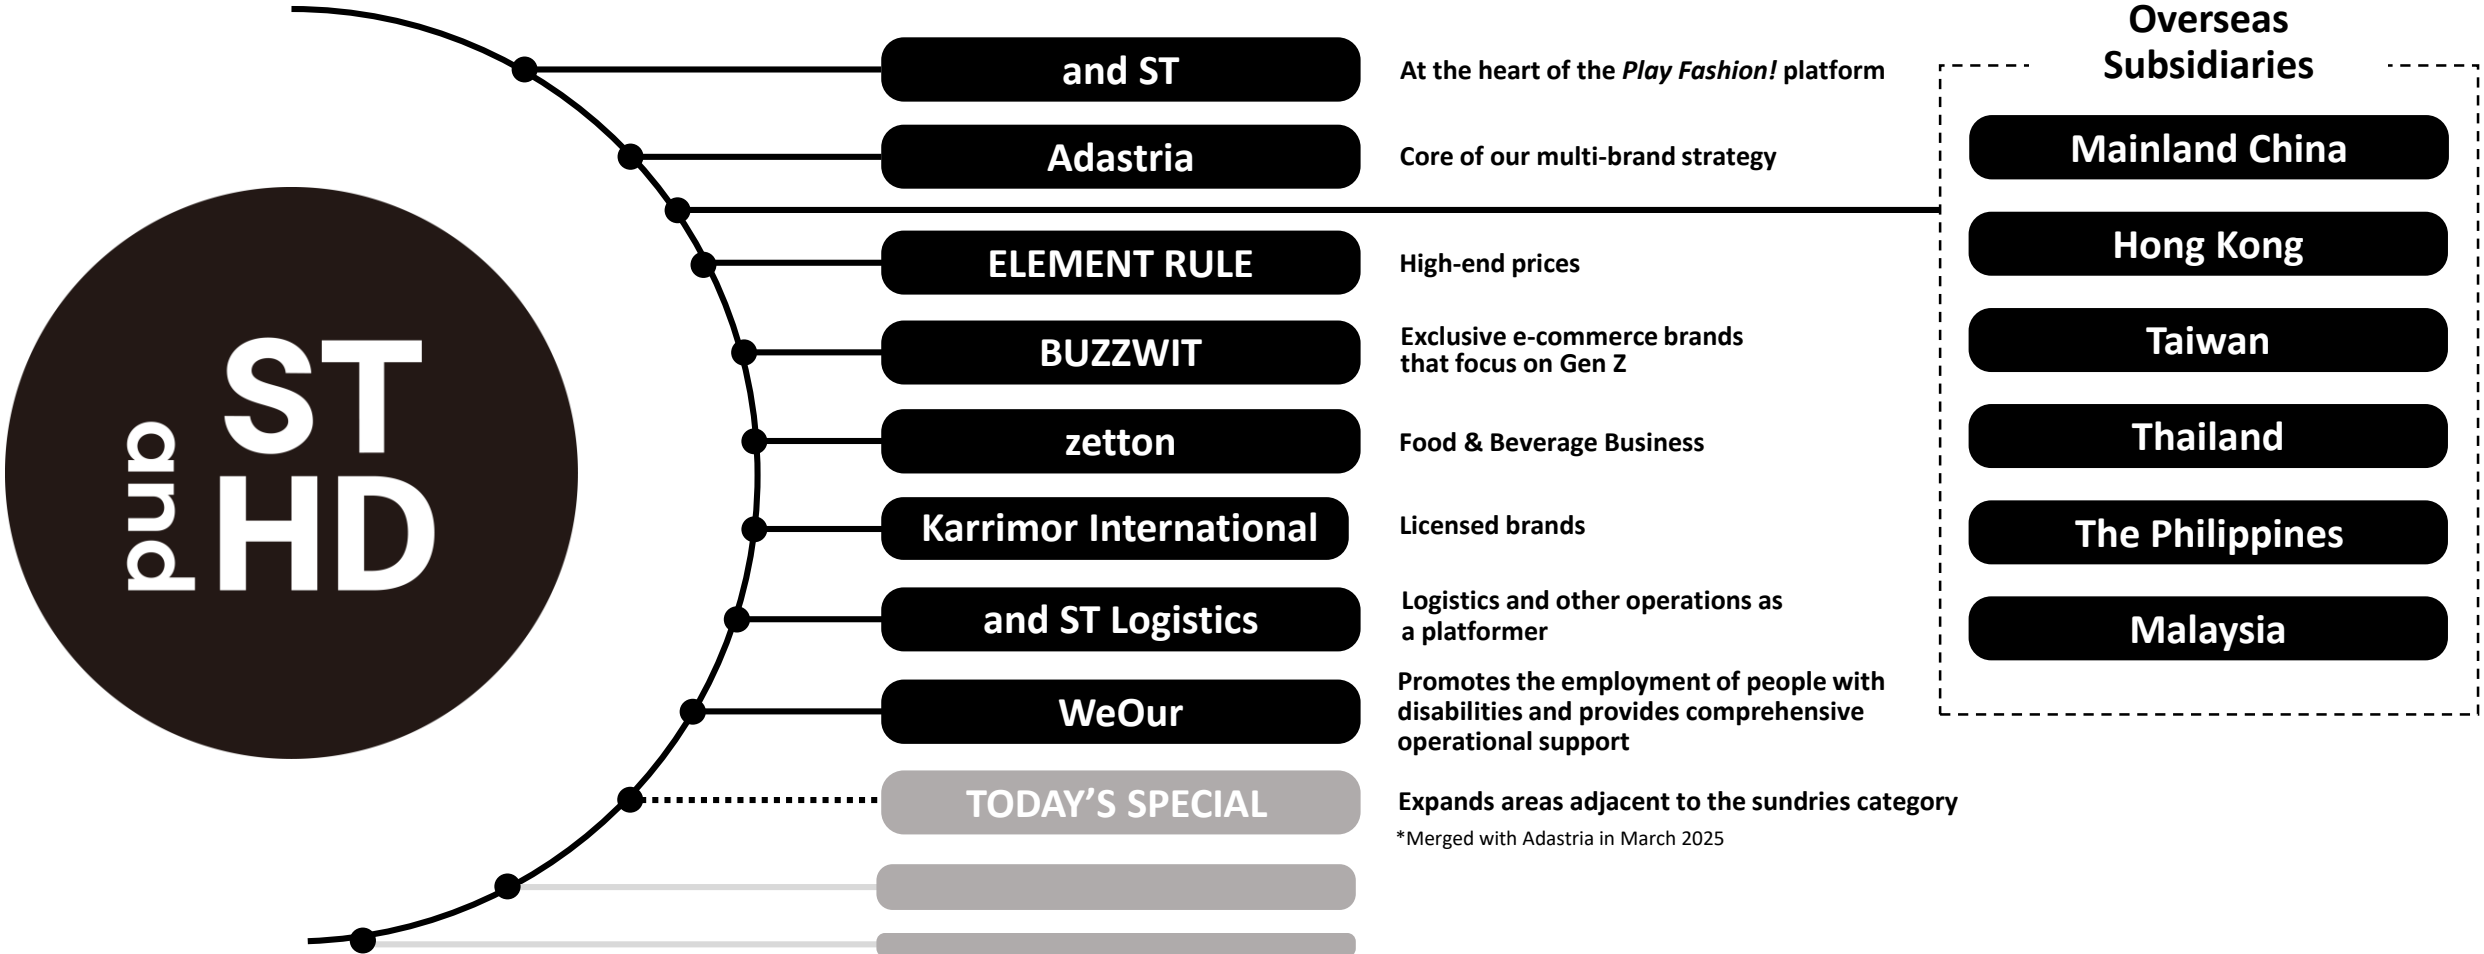 and
ST
HD
and ST
At the heart of the Play Fashion! platform
Adastria
Core of our multi-brand strategy
ELEMENT RULE
High-end prices
BUZZWIT
Exclusive e-commerce brands
that focus on Gen Z
zetton
Food & Beverage Business
Karrimor International
Licensed brands
and ST Logistics
Logistics and other operations as
a platformer
WeOur
Promotes the employment of people with
disabilities and provides comprehensive
operational support
TODAY’S SPECIAL
Expands areas adjacent to the sundries category
*Merged with Adastria in March 2025
Overseas
Subsidiaries
Mainland China
Hong Kong
Taiwan
Thailand
The Philippines
Malaysia